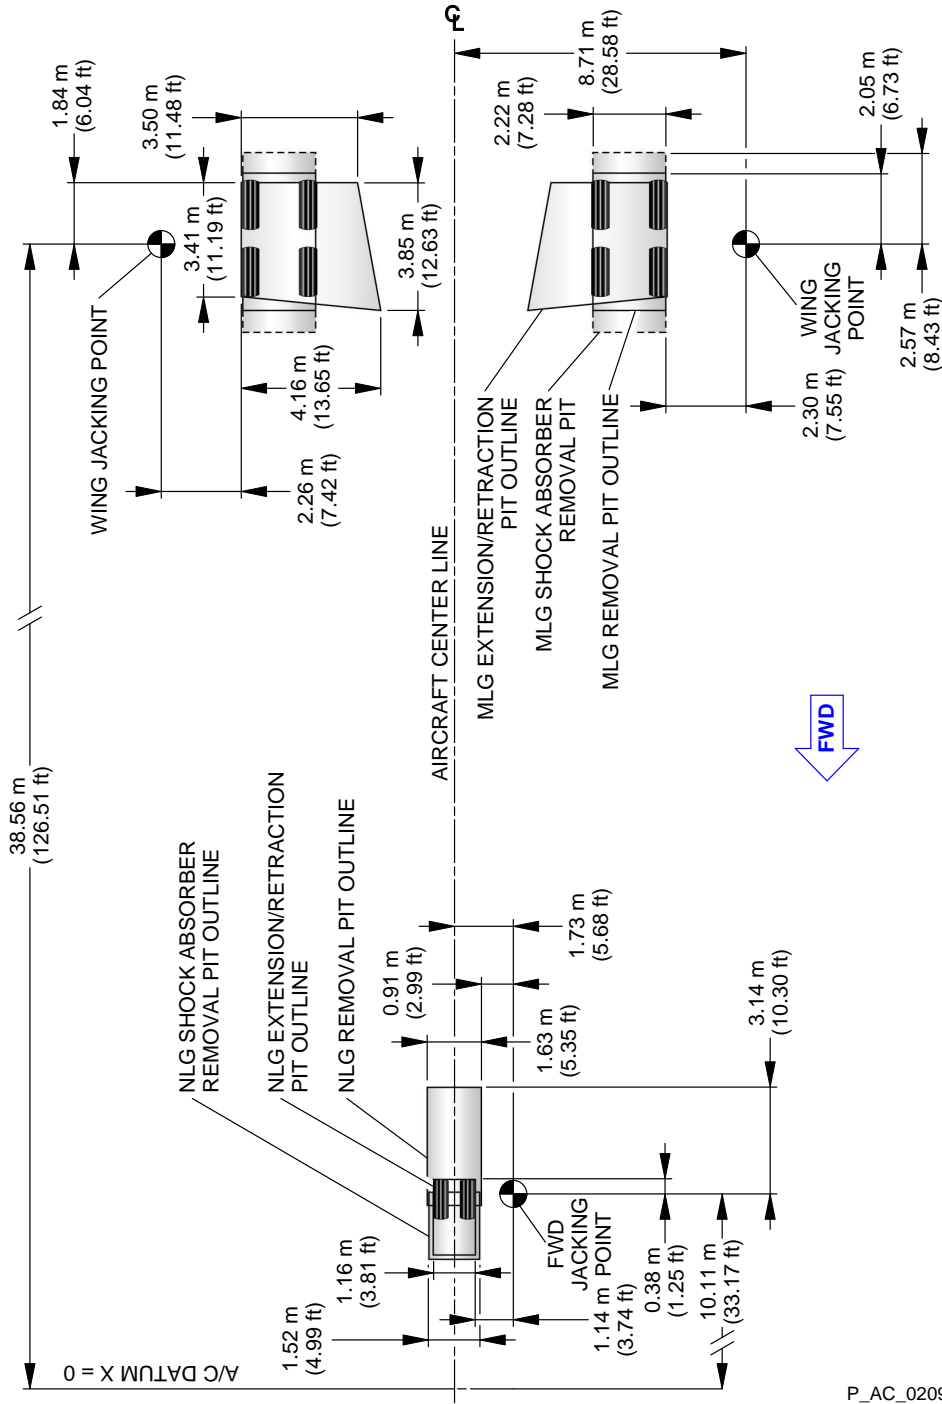 CL
8.71 m
(28.58 ft)
2.05 m
(6.73 ft)
1.84 m
(6.04 ft)
3.50 m
(11.48 ft)
2.22 m
(7.28 ft)
3.41 m
(11.19 ft)
3.85 m
(12.63 ft)
WING JACKING POINT
4.16 m
(13.65 ft)
2.26 m
(7.42 ft)
WING
JACKING
POINT
2.57 m
(8.43 ft)
2.30 m
(7.55 ft)
MLG EXTENSION/RETRACTION
PIT OUTLINE
MLG SHOCK ABSORBER
REMOVAL PIT
MLG REMOVAL PIT OUTLINE
AIRCRAFT CENTER LINE
FWD
38.56 m
(126.51 ft)
NLG SHOCK ABSORBER
REMOVAL PIT OUTLINE
NLG EXTENSION/RETRACTION
PIT OUTLINE
NLG REMOVAL PIT OUTLINE
0.91 m
(2.99 ft)
1.73 m
(5.68 ft)
1.63 m
(5.35 ft)
3.14 m
(10.30 ft)
FWD
JACKING
POINT
1.16 m
(3.81 ft)
1.52 m
(4.99 ft)
1.14 m
(3.74 ft)
0.38 m
(1.25 ft)
10.11 m
(33.17 ft)
A/C DATUM X = 0
P_AC_0209